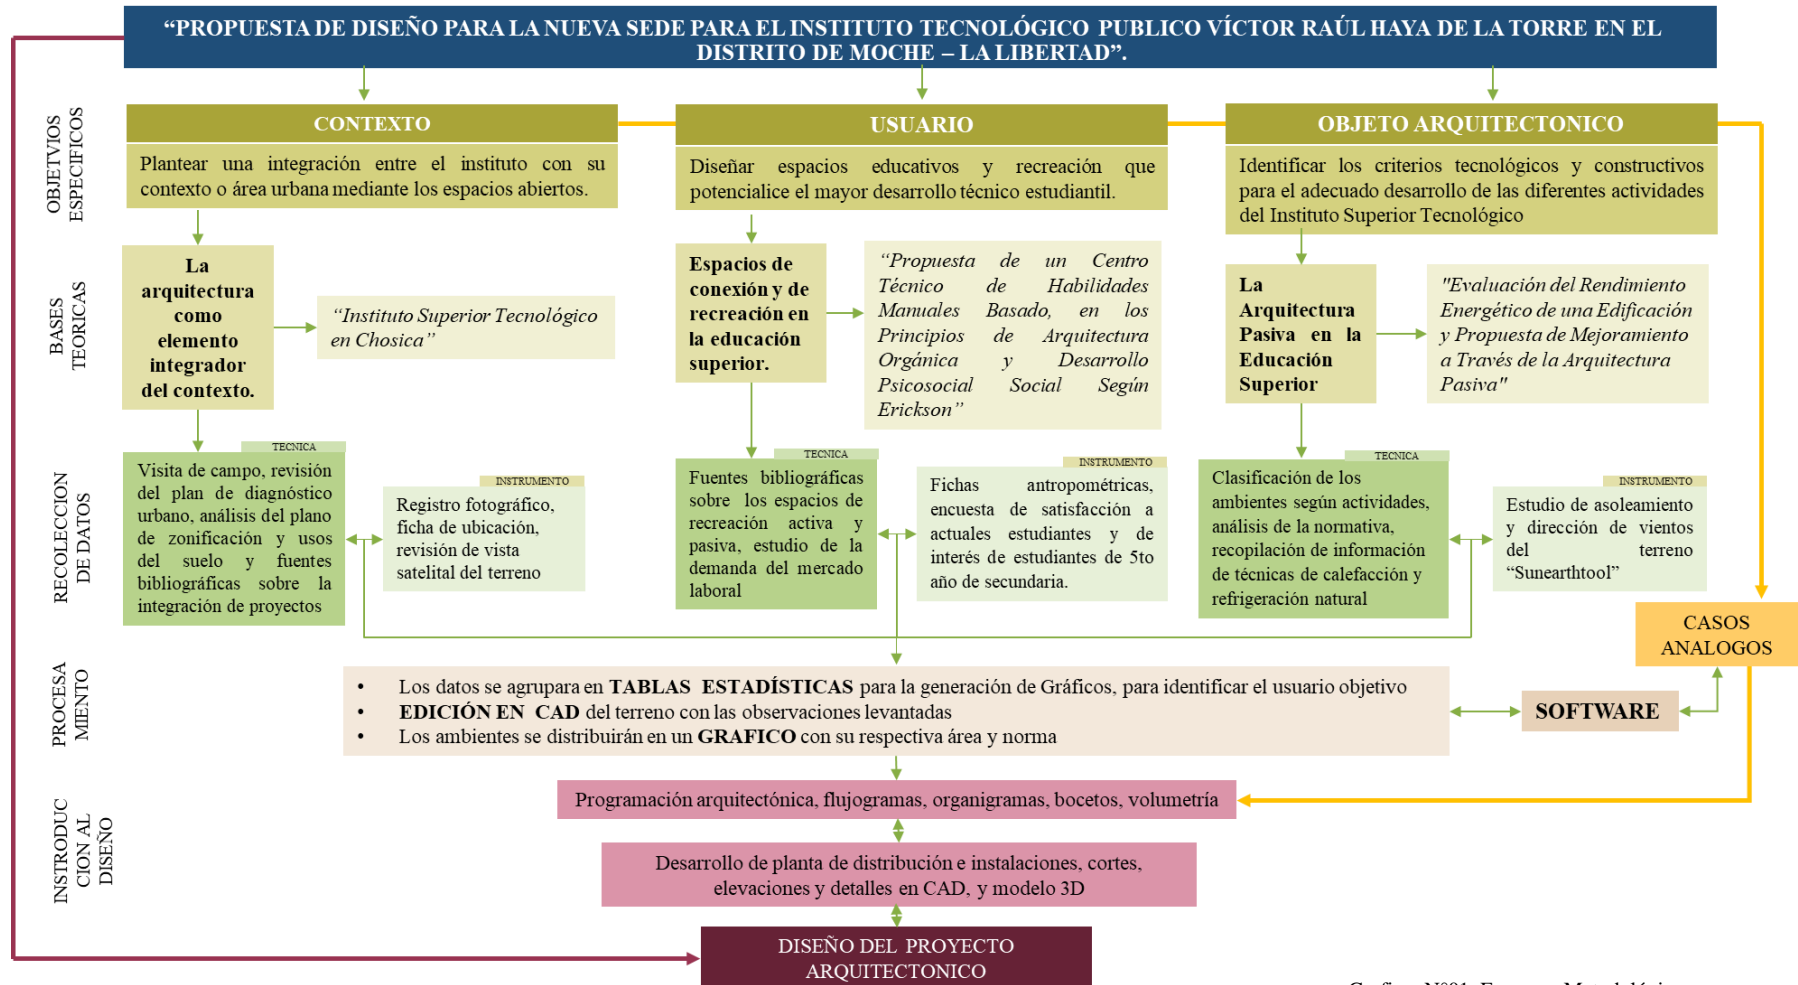 “PROPUESTA DE DISEÑO PARA LA NUEVA SEDE PARA EL INSTITUTO TECNOLÓGICO PUBLICO VÍCTOR RAÚL HAYA DE LA TORRE EN EL
DISTRITO DE MOCHE – LA LIBERTAD”.
OBJETVIOS
ESPECIFICOS
CONTEXTO
Plantear una integración entre el instituto con su
contexto o área urbana mediante los espacios abiertos.
USUARIO
Diseñar espacios educativos y recreación que
potencialice el mayor desarrollo técnico estudiantil.
OBJETO ARQUITECTONICO
Identificar los criterios tecnológicos y constructivos
para el adecuado desarrollo de las diferentes actividades
del Instituto Superior Tecnológico
BASES
TEORICAS
La
arquitectura
como
elemento
integrador
del contexto.
“Instituto Superior Tecnológico
en Chosica”
Espacios de
conexión y de
recreación en
la educación
superior.
“Propuesta de un Centro
Técnico de Habilidades
Manuales Basado, en los
Principios de Arquitectura
Orgánica y Desarrollo
Psicosocial Social Según
Erickson”
La
Arquitectura
Pasiva en la
Educación
Superior
"Evaluación del Rendimiento
Energético de una Edificación
y Propuesta de Mejoramiento
a Través de la Arquitectura
Pasiva"
RECOLECCION
DE DATOS
TECNICA
Visita de campo, revisión
del plan de diagnóstico
urbano, análisis del plano
de zonificación y usos
del suelo y fuentes
bibliográficas sobre la
integración de proyectos
INSTRUMENTO
Registro fotográfico,
ficha de ubicación,
revisión de vista
satelital del terreno
TECNICA
Fuentes bibliográficas
sobre los espacios de
recreación activa y
pasiva, estudio de la
demanda del mercado
laboral
INSTRUMENTO
Fichas antropométricas,
encuesta de satisfacción a
actuales estudiantes y de
interés de estudiantes de 5to
año de secundaria.
TECNICA
Clasificación de los
ambientes según actividades,
análisis de la normativa,
recopilación de información
de técnicas de calefacción y
refrigeración natural
INSTRUMENTO
Estudio de asoleamiento
y dirección de vientos
del terreno
“Sunearthtool”
CASOS
ANALOGOS
PROCESA
MIENTO
• Los datos se agrupara en TABLAS ESTADÍSTICAS para la generación de Gráficos, para identificar el usuario objetivo
• EDICIÓN EN CAD del terreno con las observaciones levantadas
• Los ambientes se distribuirán en un GRAFICO con su respectiva área y norma
SOFTWARE
INSTRODUC
CION AL
DISEÑO
Programación arquitectónica, flujogramas, organigramas, bocetos, volumetría
Desarrollo de planta de distribución e instalaciones, cortes,
elevaciones y detalles en CAD, y modelo 3D
DISEÑO DEL PROYECTO
ARQUITECTONICO